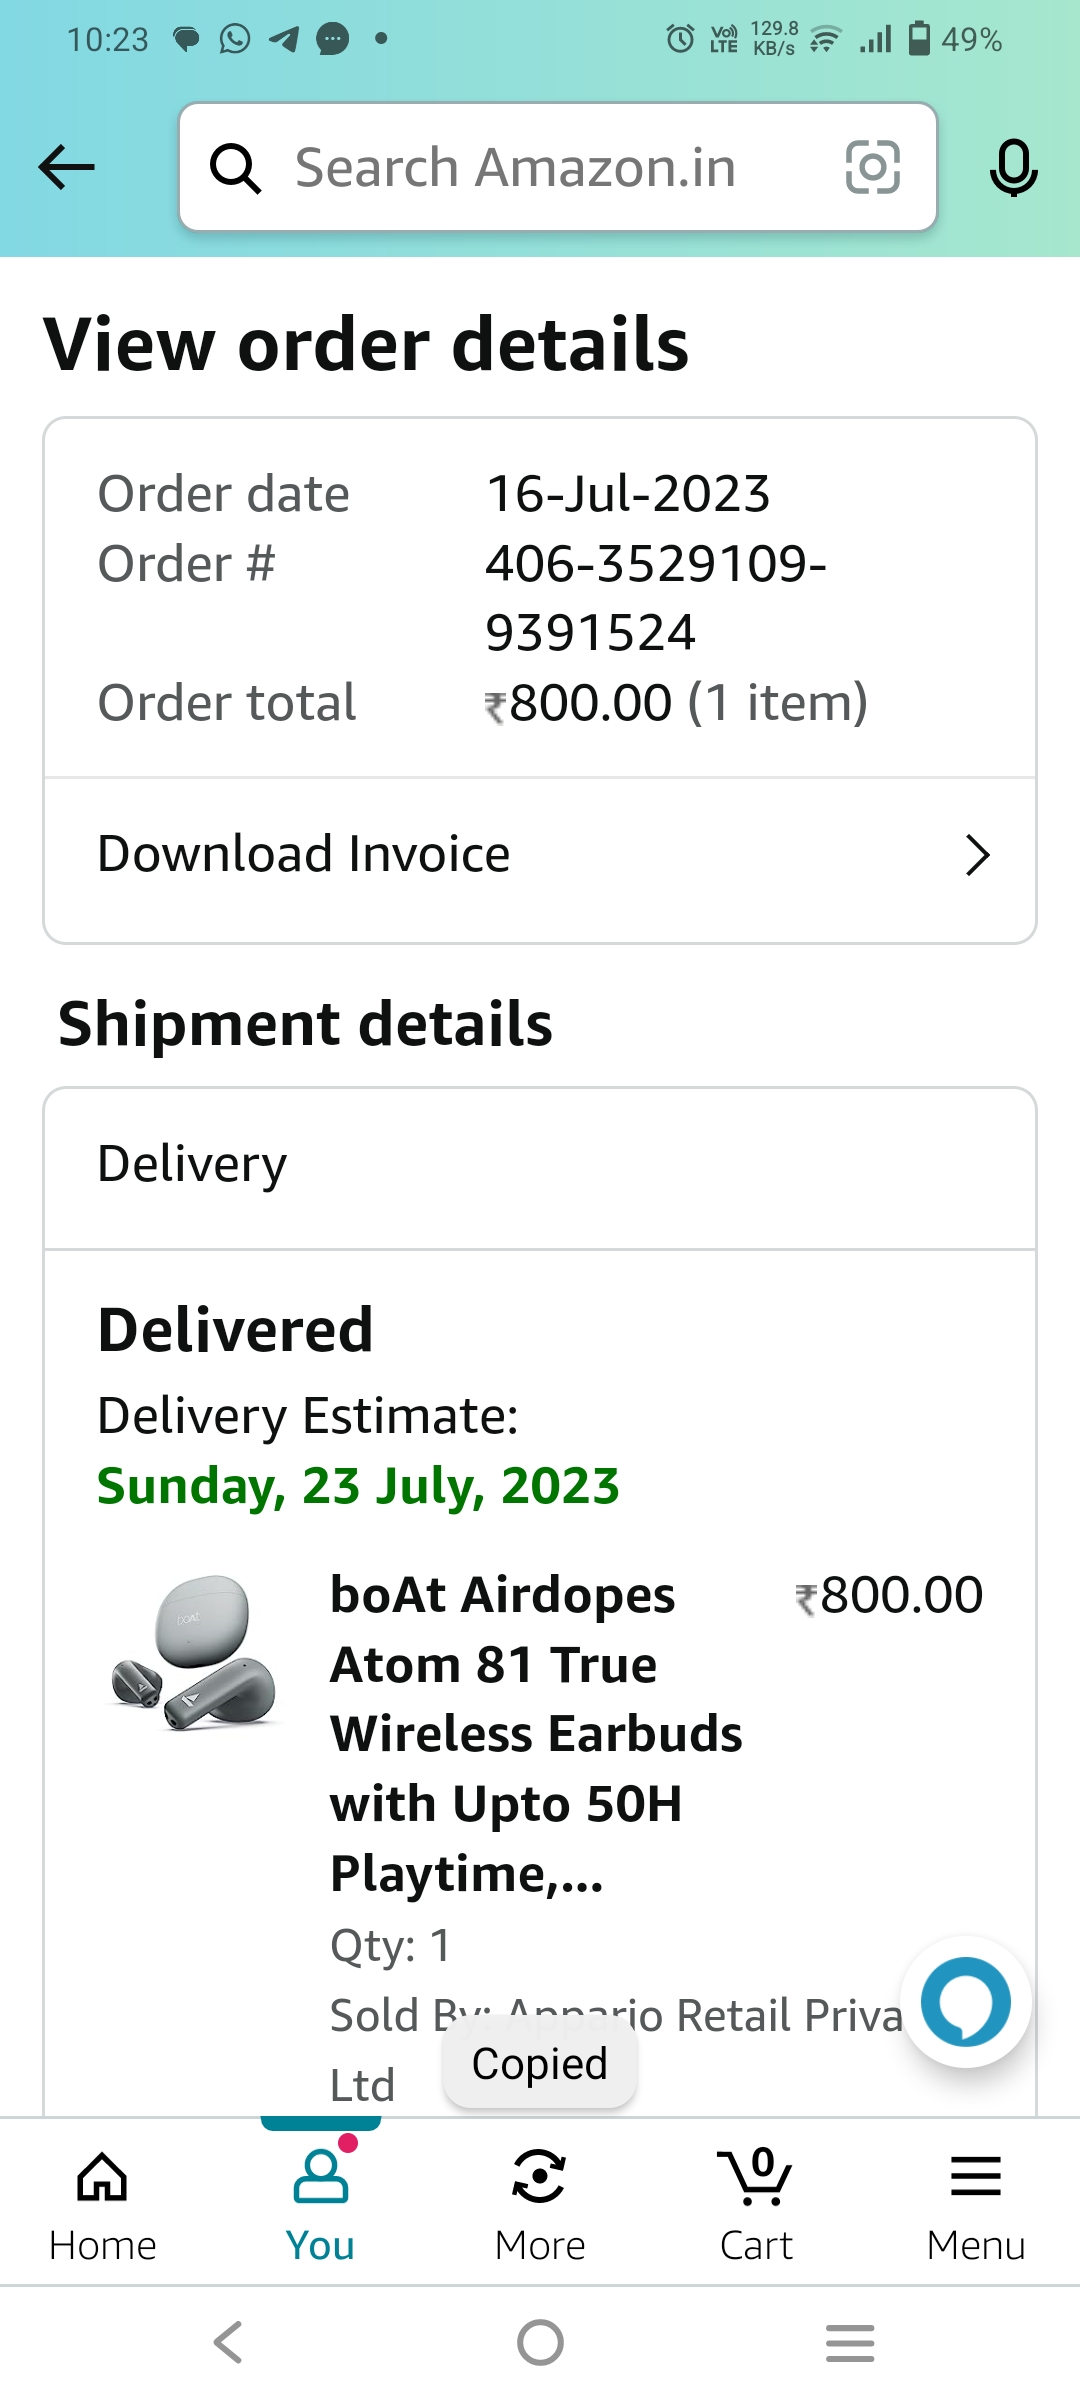 10:23
VoD LTE 129.8 KB/s 49%
Search Amazon.in
View order details
Order date 16-Jul-2023
Order # 406-3529109-
9391524
Order total ₹800.00 (1 item)
Download Invoice
Shipment details
Delivery
Delivered
Delivery Estimate:
Sunday, 23 July, 2023
boAt Airdopes ₹800.00
Atom 81 True
Wireless Earbuds
with Upto 50H
Playtime,...
Qty: 1
Sold By: Appario Retail Priva
Ltd
Copied
Home You More 0 Cart Menu